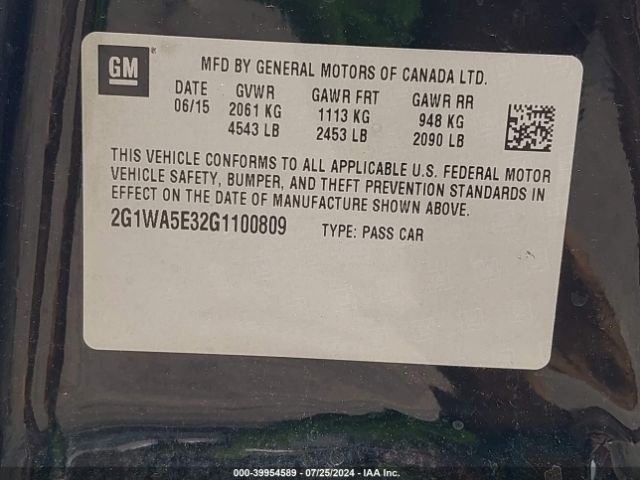 GM ®
MFD BY GENERAL MOTORS OF CANADA LTD.
DATE GVWR GAWR FRT GAWR RR
06/15 2061 KG 1113 KG 948 KG
4543 LB 2453 LB 2090 LB
THIS VEHICLE CONFORMS TO ALL APPLICABLE U.S. FEDERAL MOTOR
VEHICLE SAFETY, BUMPER, AND THEFT PREVENTION STANDARDS IN
EFFECT ON THE DATE OF MANUFACTURE SHOWN ABOVE.
2G1WA5E32G1100809 TYPE: PASS CAR
000-39954589 - 07/25/2024 - IAA Inc.